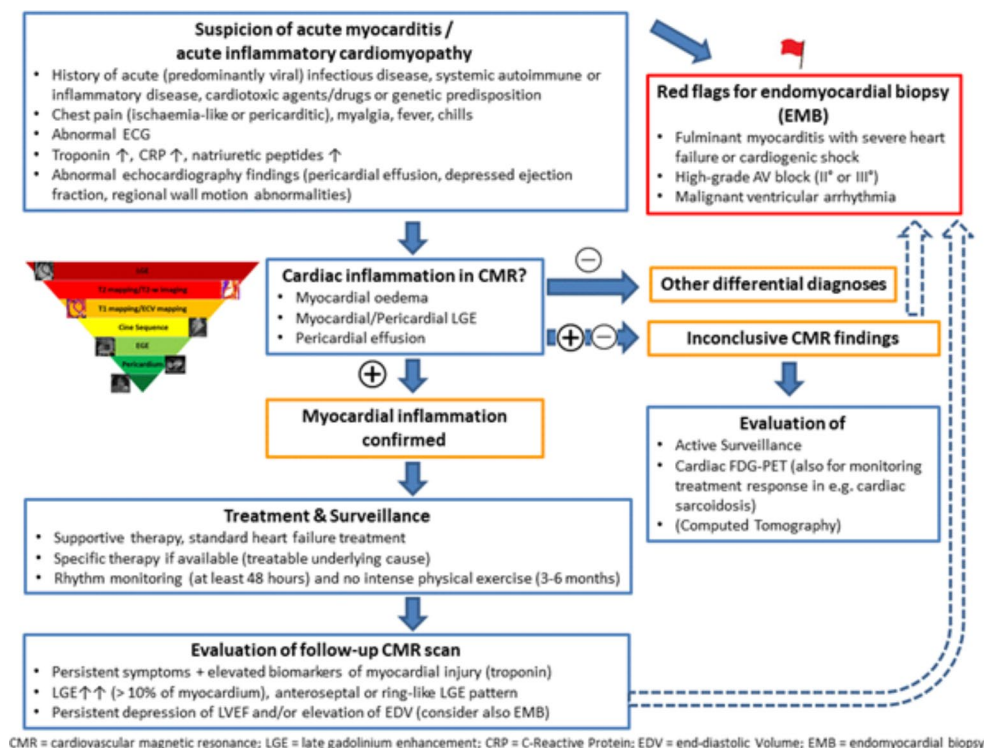 Suspicion of acute myocarditis /
acute inflammatory cardiomyopathy
• History of acute (predominantly viral) infectious disease, systemic autoimmune or
inflammatory disease, cardiotoxic agents/drugs or genetic predisposition
• Chest pain (ischaemia-like or pericarditic), myalgia, fever, chills
• Abnormal ECG
• Troponin ↑, CRP ↑, natriuretic peptides ↑
• Abnormal echocardiography findings (pericardial effusion, depressed ejection
fraction, regional wall motion abnormalities)
Red flags for endomyocardial biopsy
(EMB)
• Fulminant myocarditis with severe heart
failure or cardiogenic shock
• High-grade AV block (II° or III°)
• Malignant ventricular arrhythmia
LGE
T2 mapping/T2-w imaging
T1 mapping/ECV mapping
Cine Sequence
EGE
Pericardium
Cardiac inflammation in CMR?
• Myocardial oedema
• Myocardial/Pericardial LGE
• Pericardial effusion
−
Other differential diagnoses
+ −
Inconclusive CMR findings
+
Myocardial inflammation
confirmed
Evaluation of
• Active Surveillance
• Cardiac FDG-PET (also for monitoring
treatment response in e.g. cardiac
sarcoidosis)
• (Computed Tomography)
Treatment & Surveillance
• Supportive therapy, standard heart failure treatment
• Specific therapy if available (treatable underlying cause)
• Rhythm monitoring (at least 48 hours) and no intense physical exercise (3-6 months)
Evaluation of follow-up CMR scan
• Persistent symptoms + elevated biomarkers of myocardial injury (troponin)
• LGE↑↑ (> 10% of myocardium), anteroseptal or ring-like LGE pattern
• Persistent depression of LVEF and/or elevation of EDV (consider also EMB)
CMR = cardiovascular magnetic resonance; LGE = late gadolinium enhancement; CRP = C-Reactive Protein; EDV = end-diastolic Volume; EMB = endomyocardial biopsy